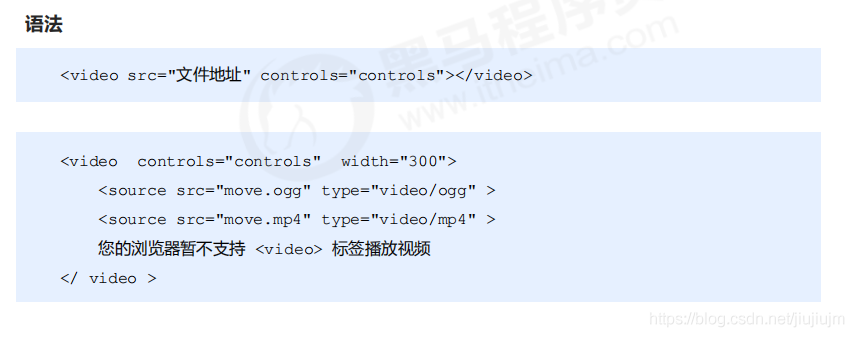 语法
<video src="文件地址" controls="controls"></video>
<video  controls="controls"  width="300">
<source src="move.ogg" type="video/ogg" >
<source src="move.mp4" type="video/mp4" >
您的浏览器暂不支持 <video> 标签播放视频
</ video >
黑马程序员
www.itheima.com
https://blog.csdn.net/jiujiujm